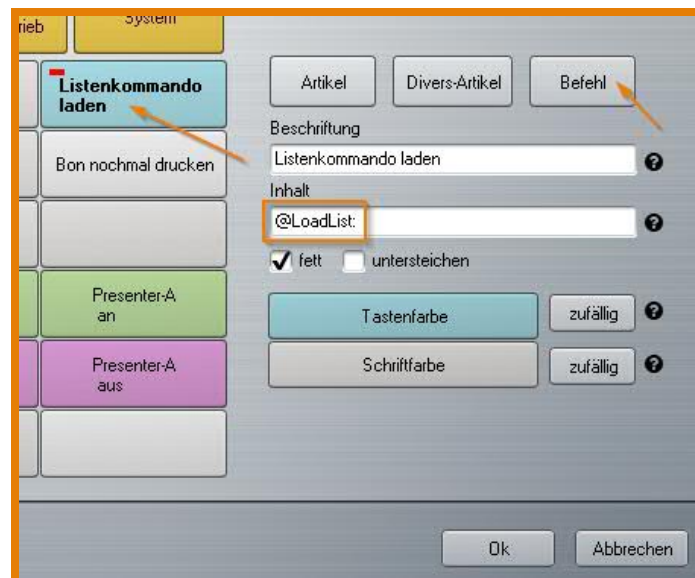 rieb
System
Listenkommando
laden
Bon nochmal drucken
Presenter-A
an
Presenter-A
aus
Artikel
Divers-Artikel
Befehl
Beschriftung
Listenkommando laden
Inhalt
@LoadList:
fett
untersteichen
Tastenfarbe
zufällig
Schriftfarbe
zufällig
Ok
Abbrechen